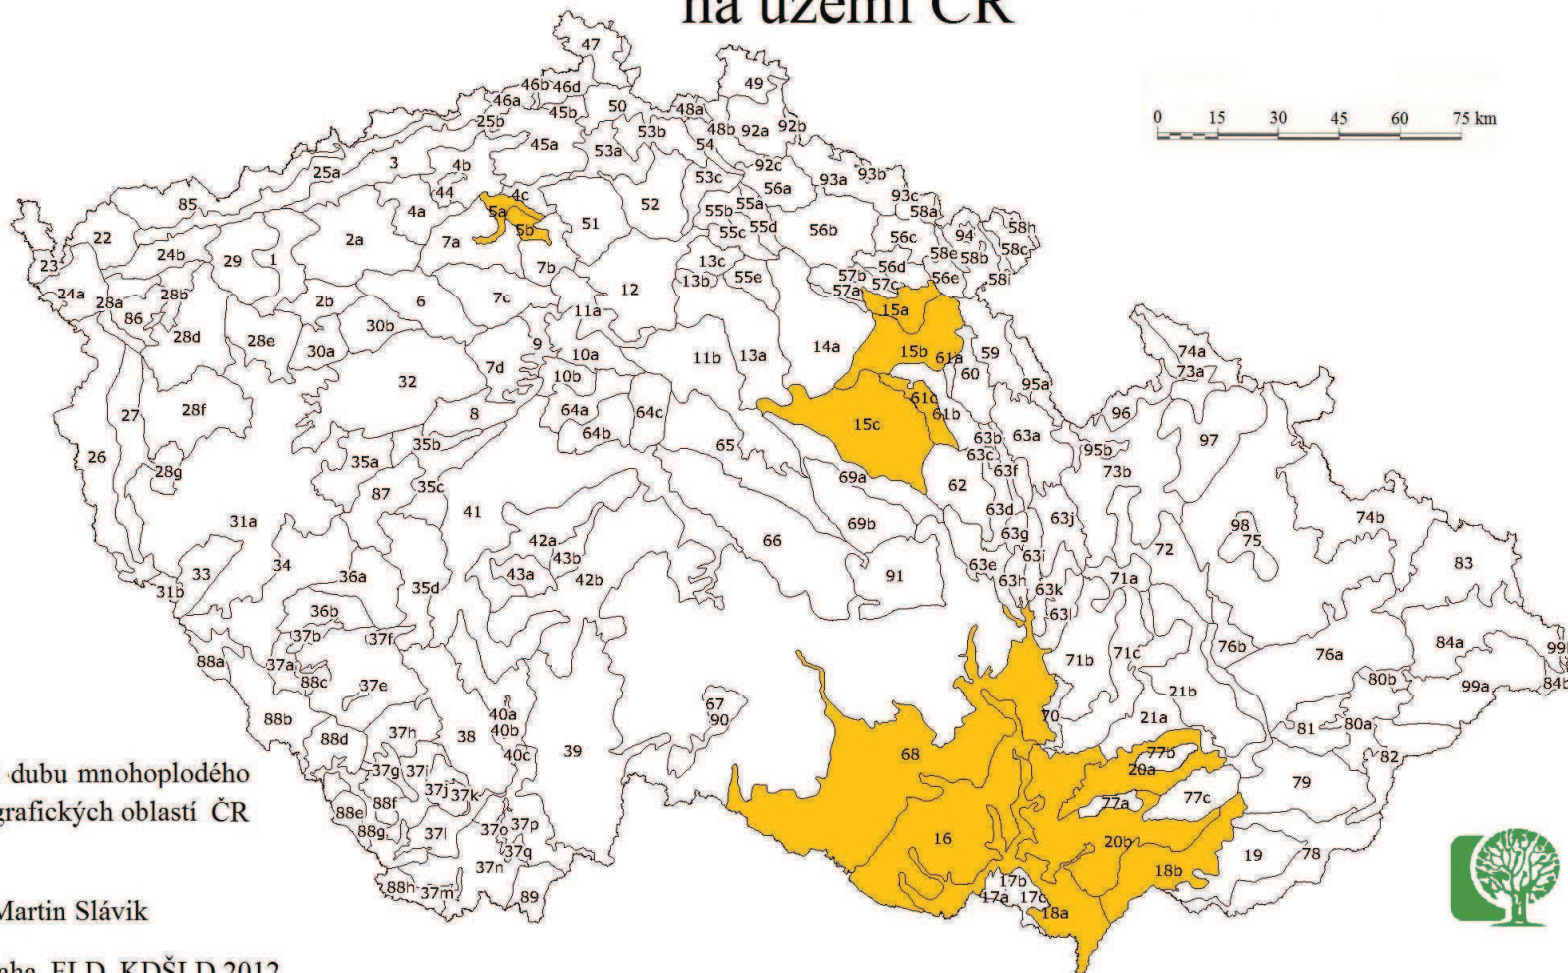 na území ČR
0 15 30 45 60 75 km
47
46b 46d 49
46a 45b 50 48a
25b 53b 48b 92a 92b
45a 53a 54
3 4b 92c
25a 53c 56a 93a 93b
85 44 4c 52 55a 93c
4a 5a 55b 58a
22 2a 7a 5b 51 55c 55d 56b 56c 94 58h
24b 29 1 58e 58b 58c
23 7b 13c 56d
24a 28a 28b 2b 6 7c 12 13b 55e 57b 57c 56e 58i
86 11a 57a 15a
28d 28e 30b 9
30a 10a 11b 13a 14a 15b 61a 59 74a
32 7d 10b 60 95a 73a
27 28f 8 64a 64c 15c 61c 61b 96
35b 64b 65 63b 63a 97
26 28g 35a 63c 95b
87 35c 69a 62 63f 73b
31a 41 69b 63d 63j 98 74b
34 42a 66 63g 72 75
33 36a 43a 43b 63e 63i 83
31b 35d 42b 91 63h 63k 71a
36b 63l
37b 37f 71c 76b 84a
88a 37a 71b 76a 99b
88c 37e 21b 80b 99a 84b
88b 40a 67 70 21a 80a
88d 37h 38 40b 90 81
40c 39 68 77b 82
37g 37i 20a 79
37j 37k 77a 77c
88f
88e
88g 37l 37o 37p 16 20b
37q 19 78
37n 18b
88h 37m 89 17b
17a 17c
18a
dubu mnohoplodého
grafických oblastí ČR
Martin Slávik
FLD, KDŠLD 2012